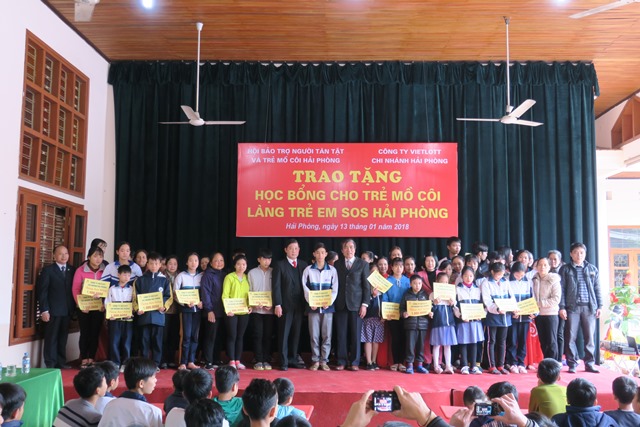 HỘI BẢO TRỢ NGƯỜI TÀN TẬT
VÀ TRẺ MỒ CÔI HẢI PHÒNG
CÔNG TY VIETLOTT
CHI NHÁNH HẢI PHÒNG
TRAO TẶNG
HỌC BỔNG CHO TRẺ MỒ CÔI
LÀNG TRẺ EM SOS HẢI PHÒNG
Hải Phòng, ngày 13 tháng 01 năm 2018